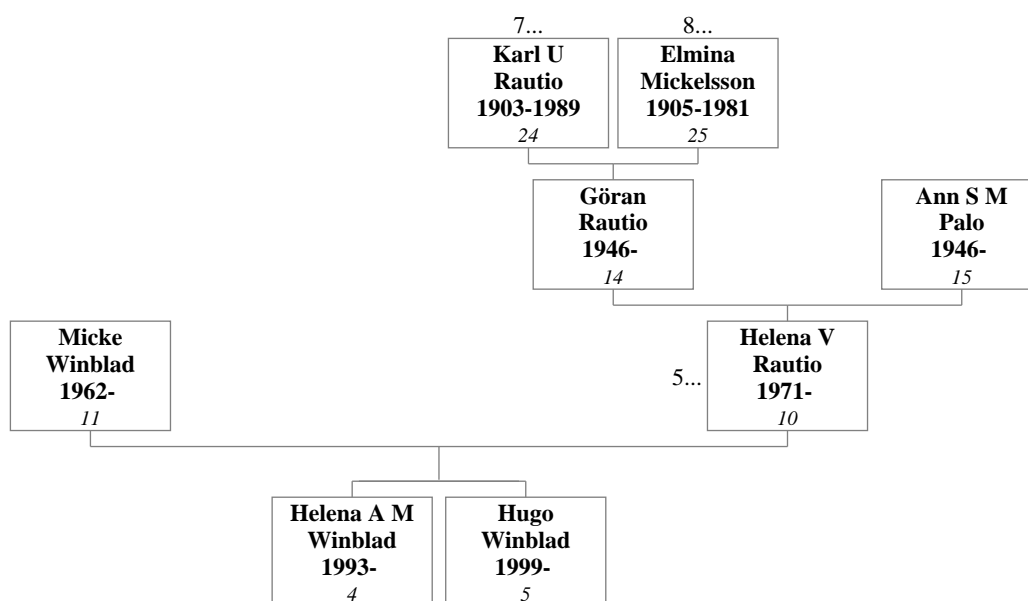 7...
8...
Karl U
Rautio
1903-1989
24
Elmina
Mickelsson
1905-1981
25
Göran
Rautio
1946-
14
Ann S M
Palo
1946-
15
Micke
Winblad
1962-
11
5...
Helena V
Rautio
1971-
10
Helena A M
Winblad
1993-
4
Hugo
Winblad
1999-
5